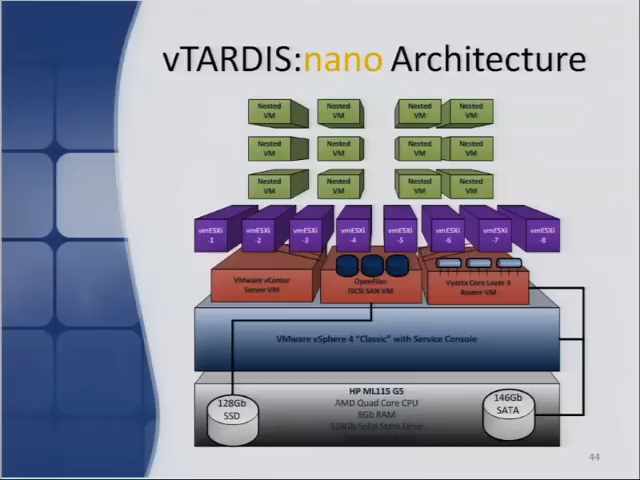 vTARDIS:nano Architecture
Nested VM
Nested VM
Nested VM
Nested VM
Nested VM
Nested VM
Nested VM
Nested VM
Nested VM
Nested VM
Nested VM
Nested VM
vmESXi -1
vmESXi -2
vmESXi -3
vmESXi -4
vmESXi -5
vmESXi -6
vmESXi -7
vmESXi -8
VMware vCenter
Server VM
OpenFiler
iSCSI SAN VM
Vyatta Core Layer 3
Router VM
VMware vSphere 4 "Classic" with Service Console
HP ML115 G5
AMD Quad Core CPU
8Gb RAM
128Gb Solid State Drive
128Gb
SSD
146Gb
SATA
44